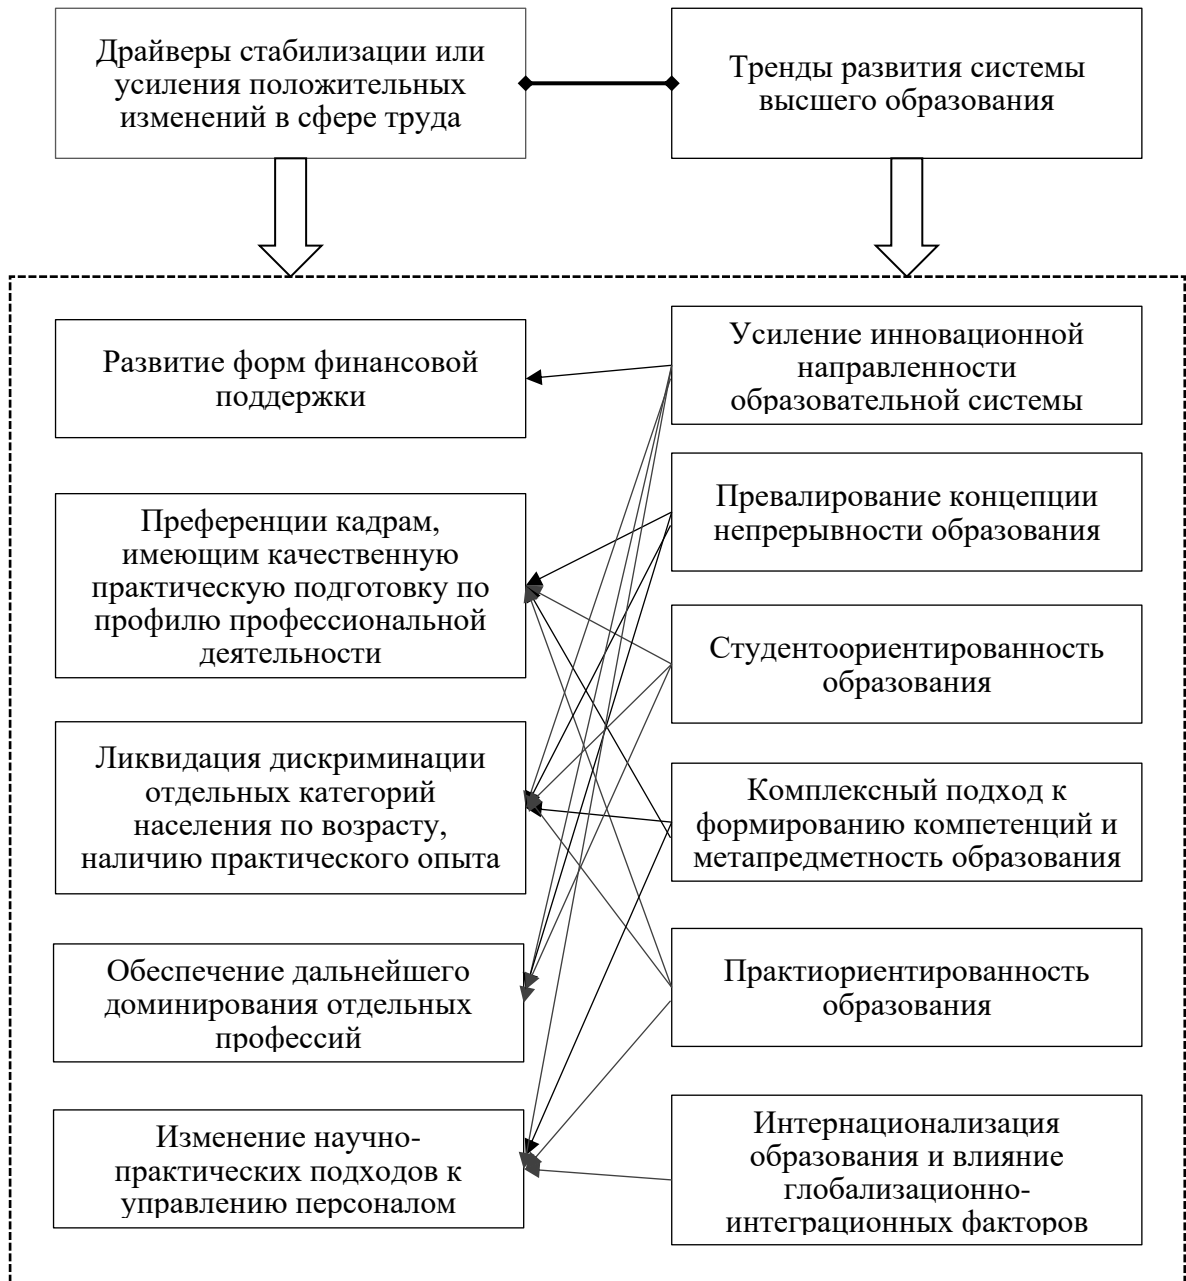 Драйверы стабилизации или
усиления положительных
изменений в сфере труда
Тренды развития системы
высшего образования
Развитие форм финансовой
поддержки
Преференции кадрам,
имеющим качественную
практическую подготовку по
профилю профессиональной
деятельности
Ликвидация дискриминации
отдельных категорий
населения по возрасту,
наличию практического опыта
Обеспечение дальнейшего
доминирования отдельных
профессий
Изменение научно-
практических подходов к
управлению персоналом
Усиление инновационной
направленности
образовательной системы
Превалирование концепции
непрерывности образования
Студентоориентированность
образования
Комплексный подход к
формированию компетенций и
метапредметность образования
Практиориентированность
образования
Интернационализация
образования и влияние
глобализационно-
интеграционных факторов